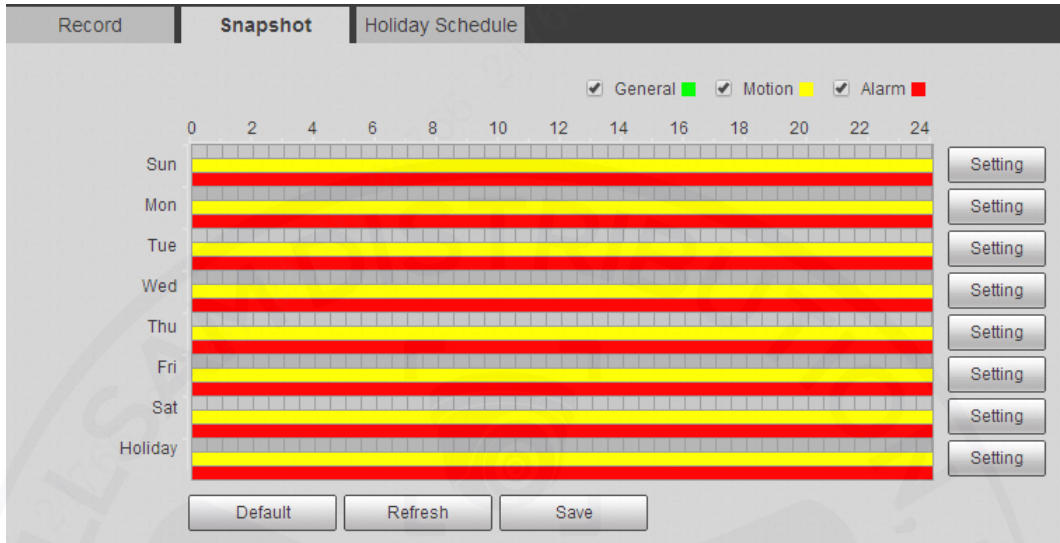 Record Snapshot Holiday Schedule
General Motion Alarm
0 2 4 6 8 10 12 14 16 18 20 22 24
Sun Setting
Mon Setting
Tue Setting
Wed Setting
Thu Setting
Fri Setting
Sat Setting
Holiday Setting
Default Refresh Save